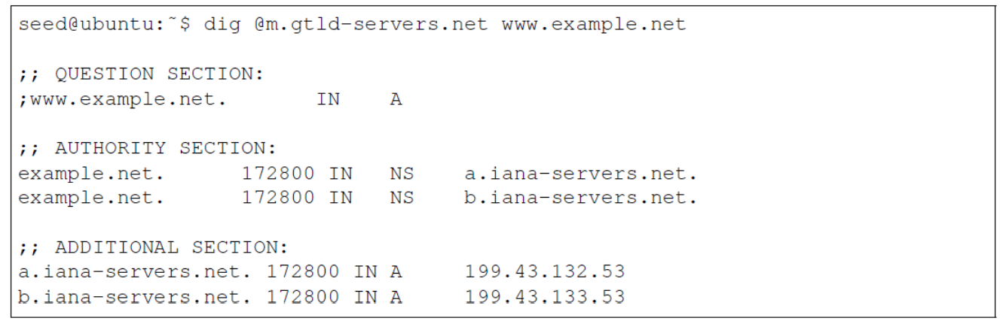 seed@ubuntu:˜$ dig @m.gtld-servers.net www.example.net
;; QUESTION SECTION:
;www.example.net. IN A
;; AUTHORITY SECTION:
example.net. 172800 IN NS a.iana-servers.net.
example.net. 172800 IN NS b.iana-servers.net.
;; ADDITIONAL SECTION:
a.iana-servers.net. 172800 IN A 199.43.132.53
b.iana-servers.net. 172800 IN A 199.43.133.53